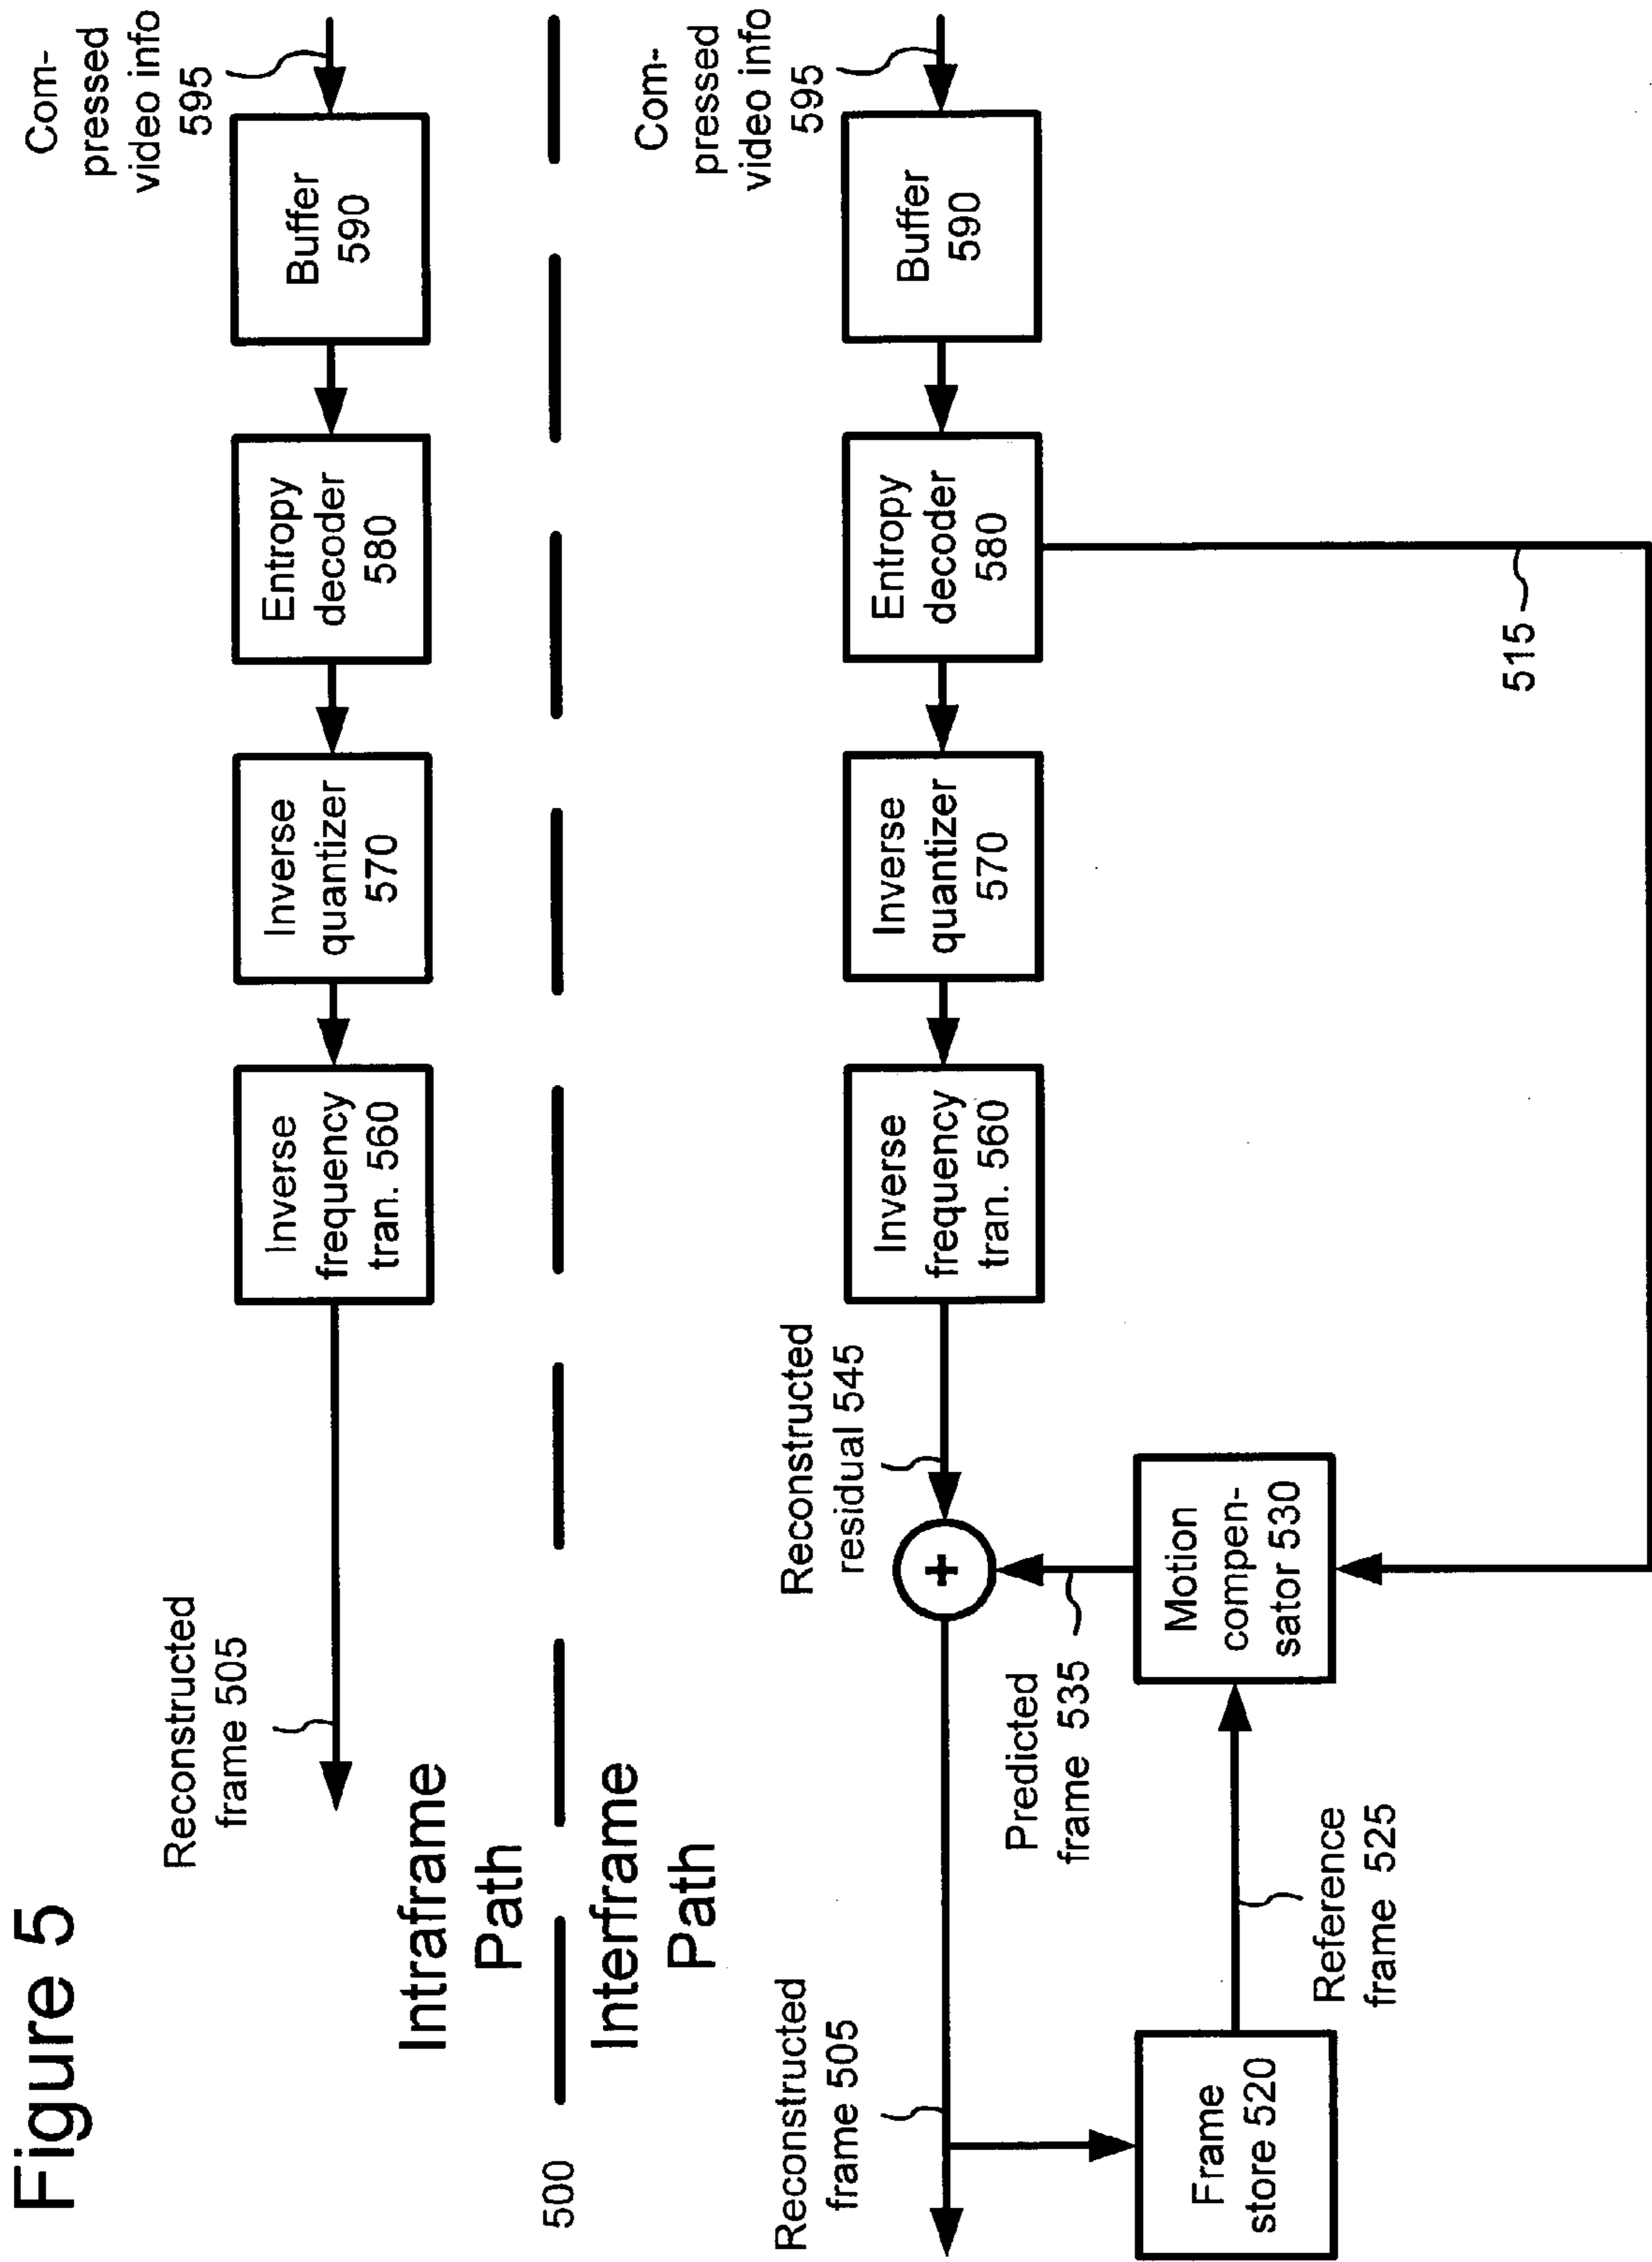 Figure 5
Reconstructed
frame 505
Inverse
frequency
tran. 560
Inverse
quantizer
570
Entropy
decoder
580
Buffer
590
Com-
pressed
video info
595
Intraframe
Path
500
Interframe
Path
Reconstructed
frame 505
Reconstructed
residual 545
+
Inverse
frequency
tran. 560
Inverse
quantizer
570
Entropy
decoder
580
Buffer
590
Com-
pressed
video info
595
Predicted
frame 535
Frame
store 520
Reference
frame 525
Motion
compen-
sator 530
515